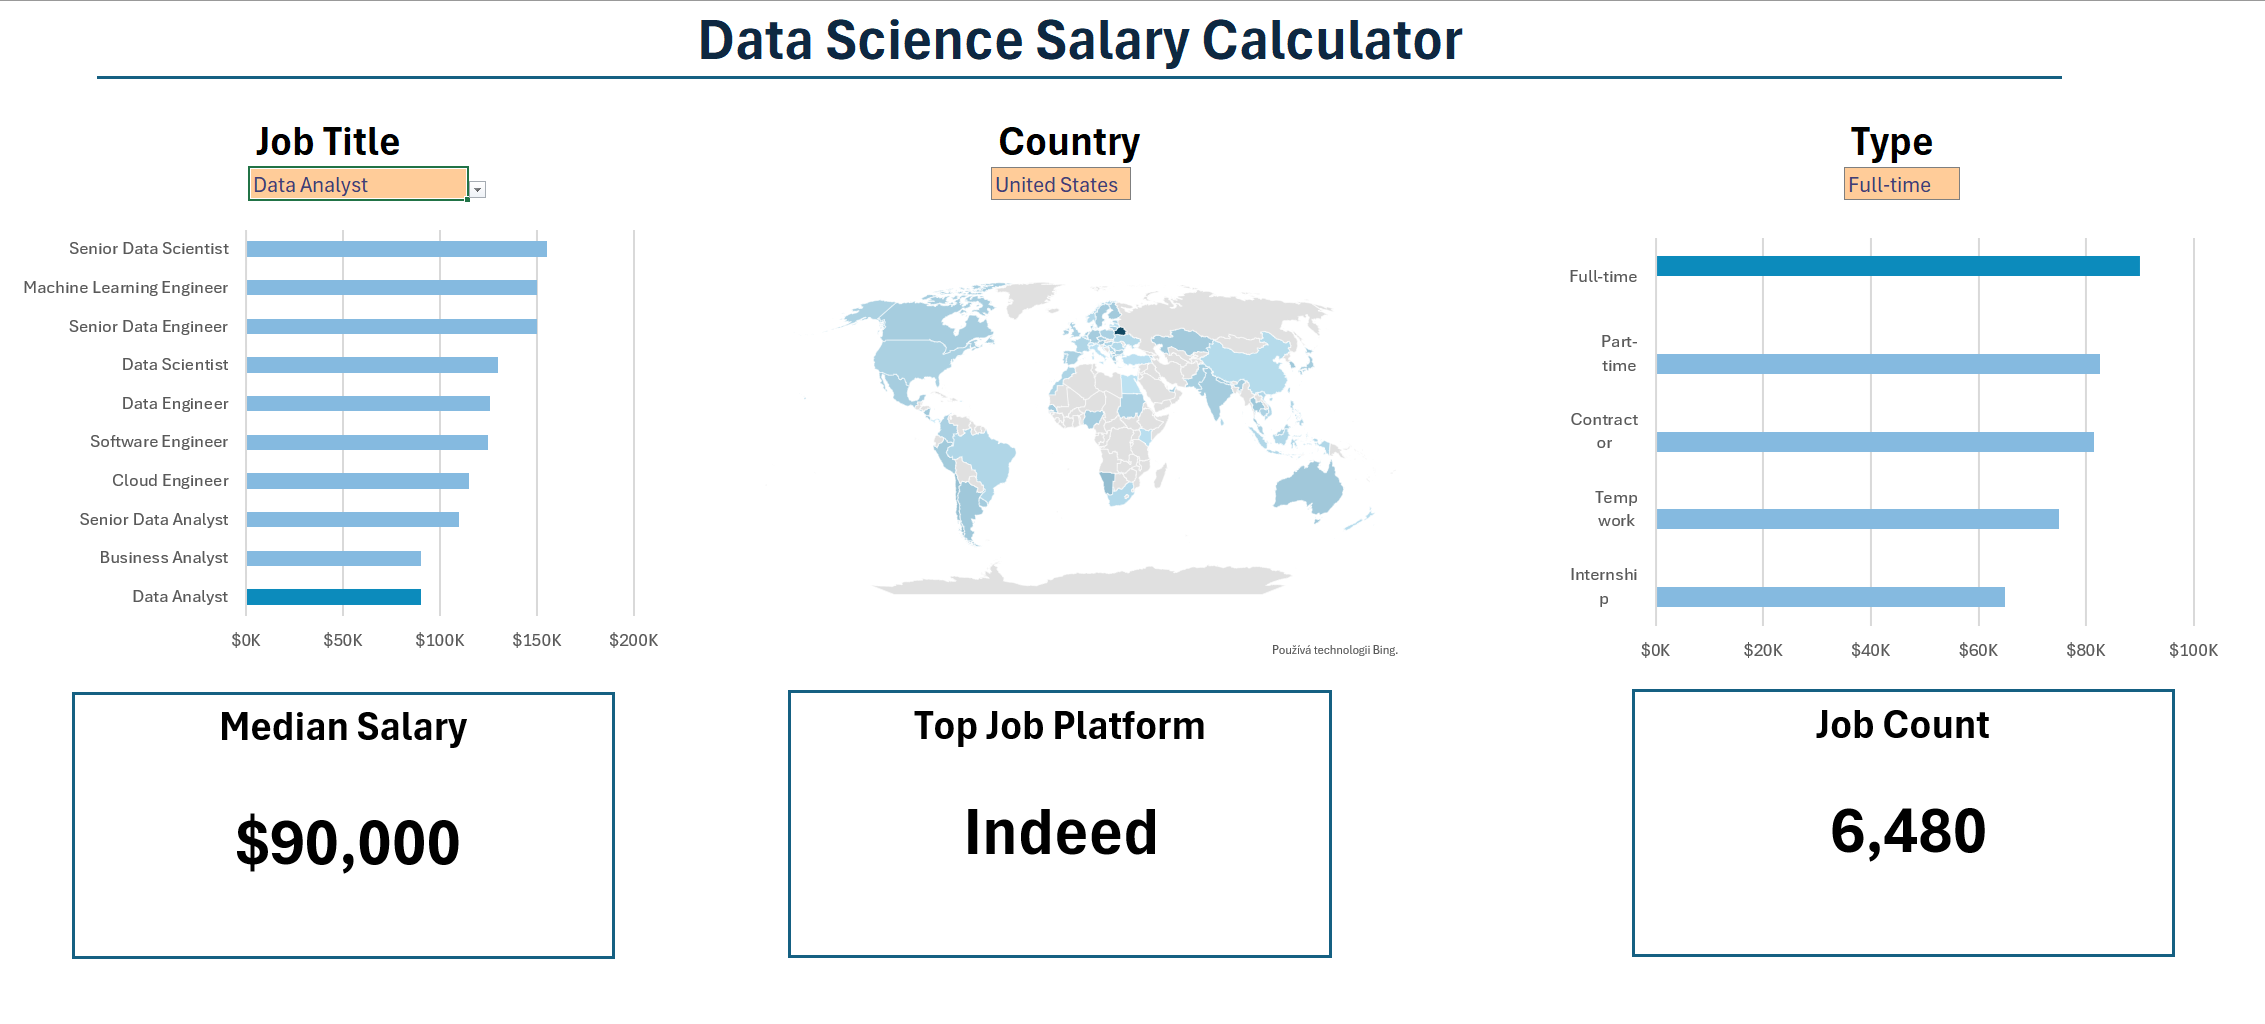 Data Science Salary Calculator
Job Title
Data Analyst
Country
United States
Type
Full-time
Senior Data Scientist
Machine Learning Engineer
Senior Data Engineer
Data Scientist
Data Engineer
Software Engineer
Cloud Engineer
Senior Data Analyst
Business Analyst
Data Analyst
$0K $50K $100K $150K $200K
Používá technologii Bing.
Full-time
Part-
time
Contract
or
Temp
work
Internshi
p
$0K $20K $40K $60K $80K $100K
Median Salary
$90,000
Top Job Platform
Indeed
Job Count
6,480